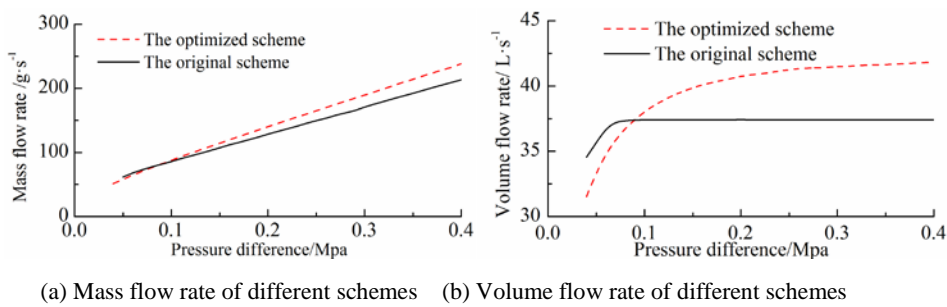 300
200
100
0
Mass flow rate /g·s⁻¹
The optimized scheme
The original scheme
0.0 0.1 0.2 0.3 0.4
Pressure difference/Mpa
45
40
35
30
Volume flow rate/ L·s⁻¹
The optimized scheme
The original scheme
0.0 0.1 0.2 0.3 0.4
Pressure difference/Mpa
(a) Mass flow rate of different schemes (b) Volume flow rate of different schemes